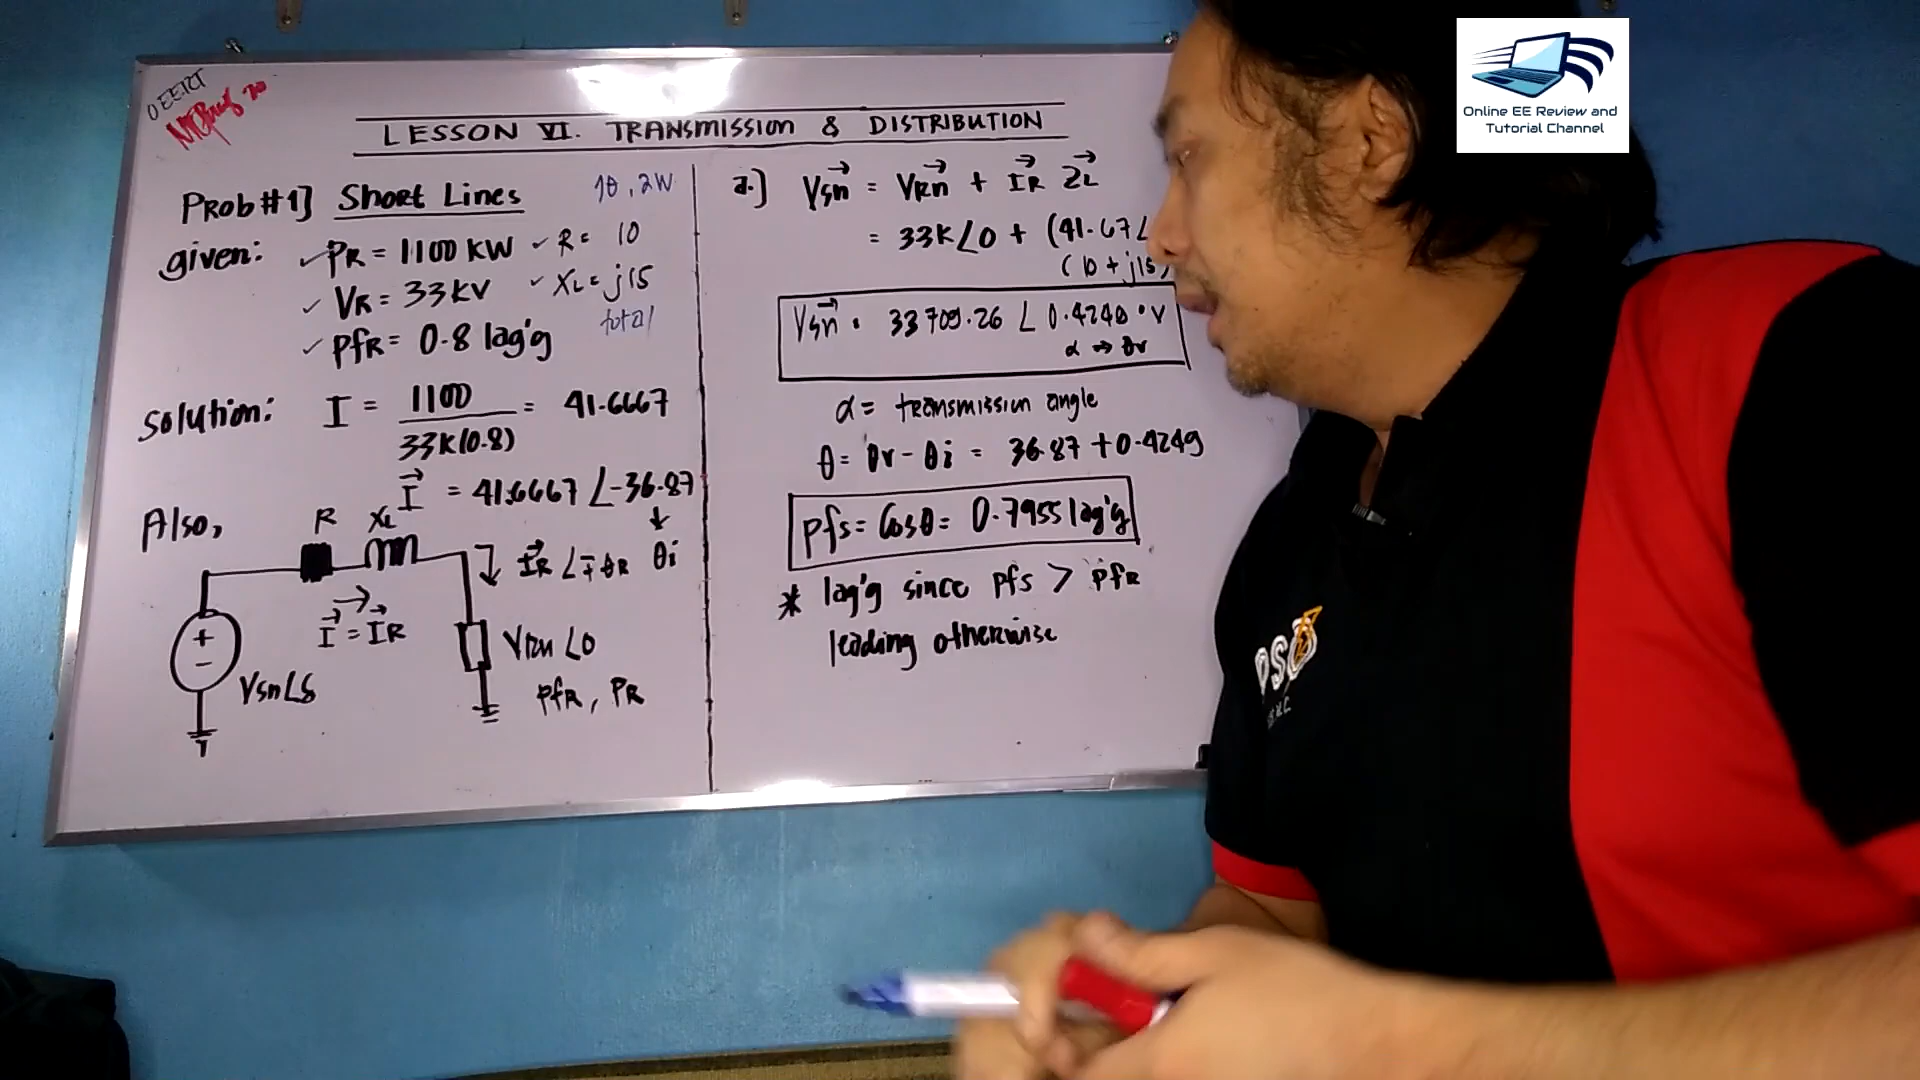 OEERT
LESSON VI. TRANSMISSION & DISTRIBUTION
Prob#1] Short Lines
1Φ, 2W
given: ✓ PR = 1100 KW ✓ R = 10
✓ VR = 33KV ✓ XL = j15
✓ pfR = 0.8 lag'g
total
solution: I = 1100 / 33K(0.8) = 41.6667
I = 41.6667 ∠-36.87
Also,
R XL
IR ∠∓θR θi
I = IR
+
-
VRn ∠0
Vsn∠δ
pfR, PR
a.] Vsn = VRn + IR ZL
= 33K∠0 + (41.67∠
(10 + j15)
Vsn = 33709.26 ∠ 0.4240° V
α ⇒ θv
α = transmission angle
θ = θv - θi = 36.87 + 0.4249
pfs = Cosθ = 0.7955 lag'g
* lag'g since pfs > pfR
leading otherwise
Online EE Review and
Tutorial Channel